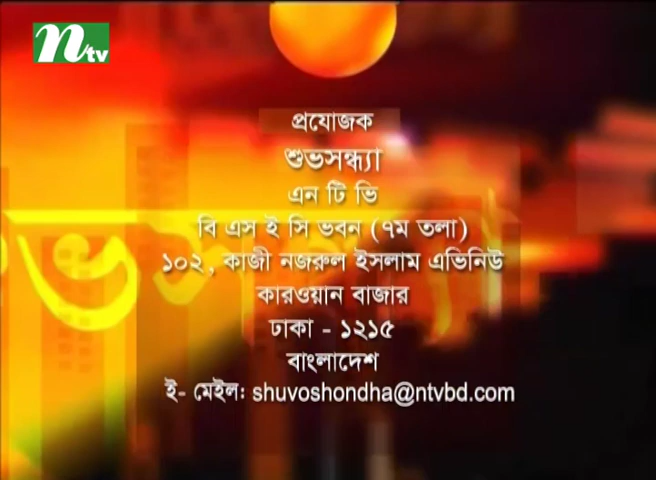 ntv
প্রযোজক
শুভসন্ধ্যা
এন টি ভি
বি এস ই সি ভবন (৭ম তলা)
১০২, কাজী নজরুল ইসলাম এভিনিউ
কারওয়ান বাজার
ঢাকা - ১২১৫
বাংলাদেশ
ই- মেইল: shuvoshondha@ntvbd.com